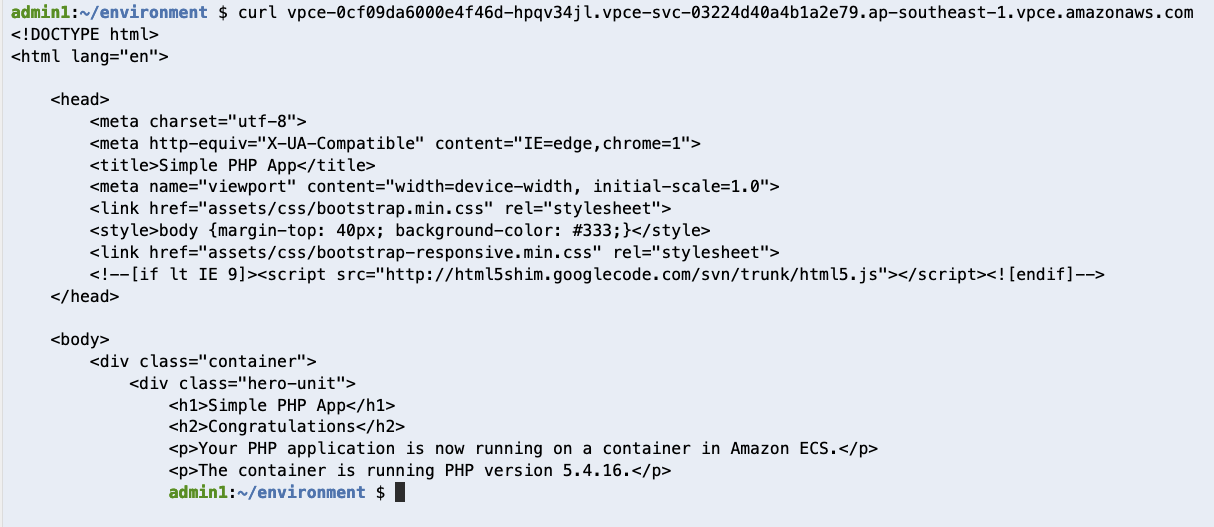 admin1:~/environment $ curl vpce-0cf09da6000e4f46d-hpqv34jl.vpce-svc-03224d40a4b1a2e79.ap-southeast-1.vpce.amazonaws.com
<!DOCTYPE html>
<html lang="en">
<head>
<meta charset="utf-8">
<meta http-equiv="X-UA-Compatible" content="IE=edge,chrome=1">
<title>Simple PHP App</title>
<meta name="viewport" content="width=device-width, initial-scale=1.0">
<link href="assets/css/bootstrap.min.css" rel="stylesheet">
<style>body {margin-top: 40px; background-color: #333;}</style>
<link href="assets/css/bootstrap-responsive.min.css" rel="stylesheet">
<!--[if lt IE 9]><script src="http://html5shim.googlecode.com/svn/trunk/html5.js"></script><![endif]-->
</head>
<body>
<div class="container">
<div class="hero-unit">
<h1>Simple PHP App</h1>
<h2>Congratulations</h2>
<p>Your PHP application is now running on a container in Amazon ECS.</p>
<p>The container is running PHP version 5.4.16.</p>
admin1:~/environment $